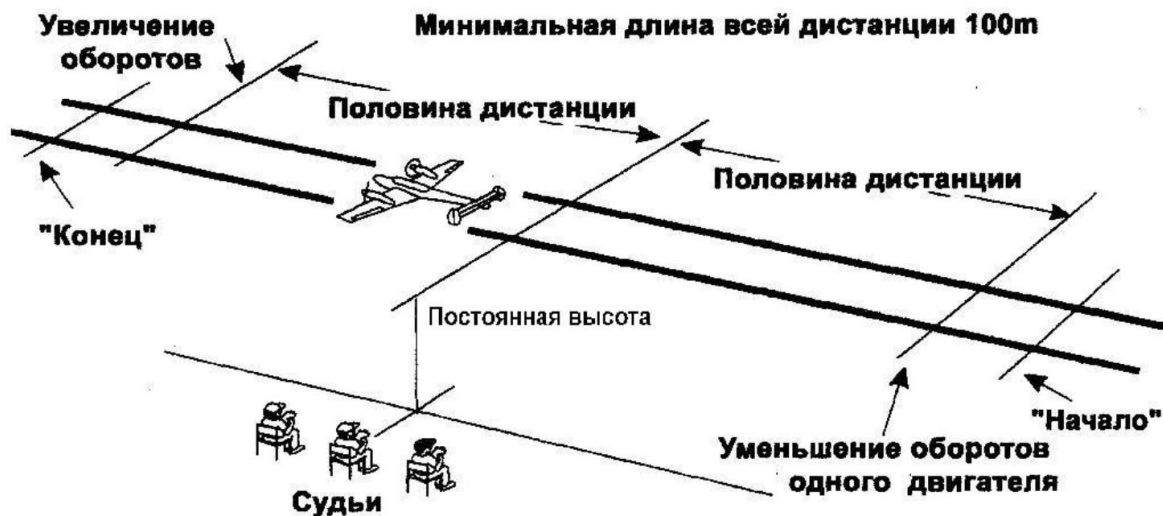 Увеличение
оборотов
Минимальная длина всей дистанции 100m
Половина дистанции
Половина дистанции
"Конец"
Постоянная высота
"Начало"
Уменьшение оборотов
одного двигателя
Судьи